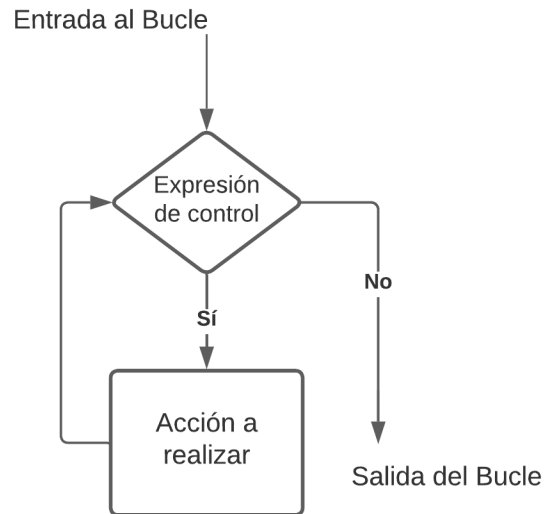 Entrada al Bucle
Expresión
de control
No
Sí
Acción a
realizar
Salida del Bucle